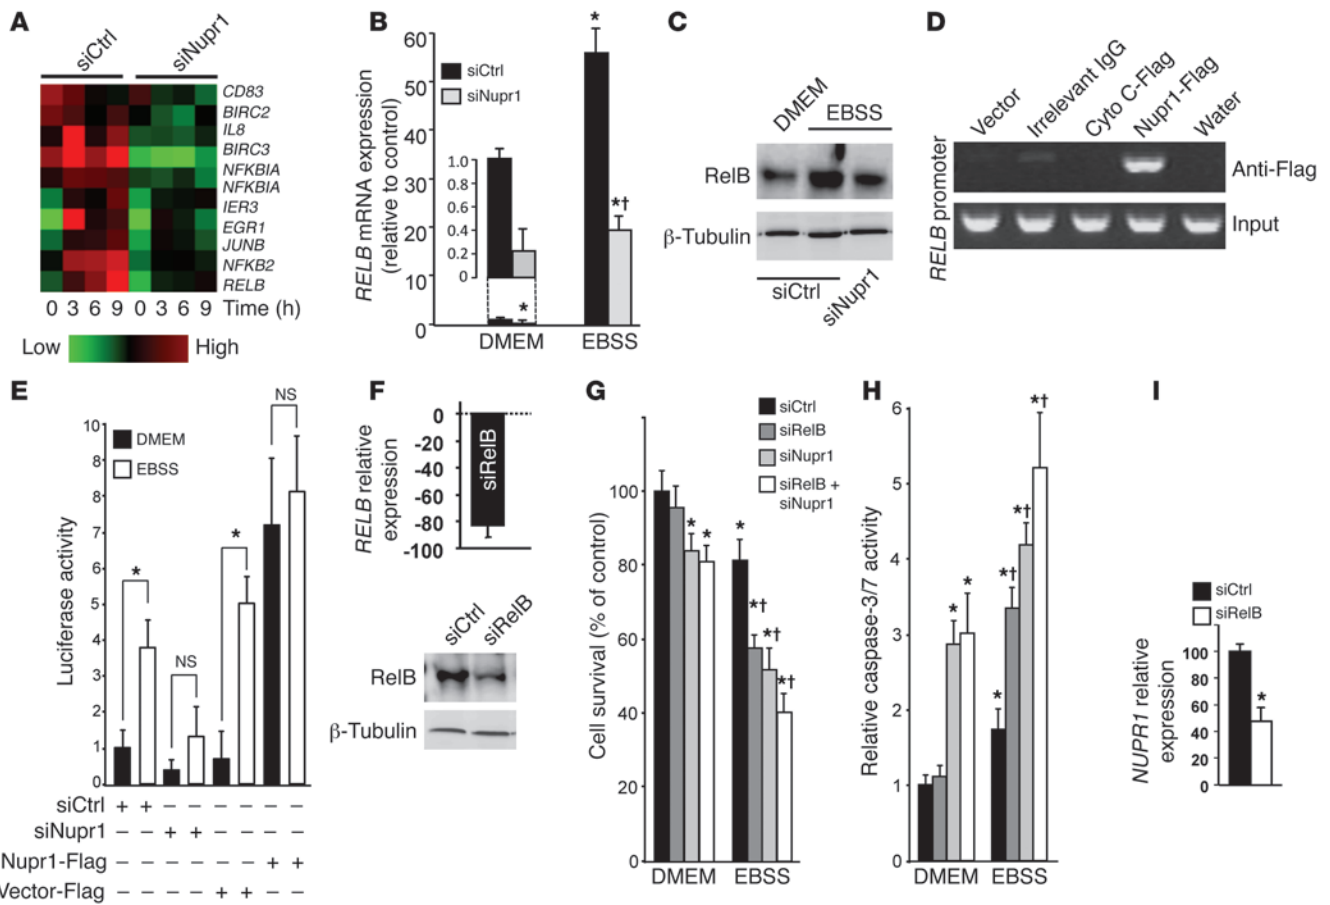 A
siCtrl
siNupr1
CD83
BIRC2
IL8
BIRC3
NFKBIA
NFKBIA
IER3
EGR1
JUNB
NFKB2
RELB
0 3 6 9 0 3 6 9 Time (h)
Low
High
B
RELB mRNA expression
(relative to control)
60
50
40
30
20
10
0
siCtrl
siNupr1
1.0
0.8
0.6
0.4
0.2
0
*
*
*†
DMEM
EBSS
C
DMEM
EBSS
RelB
β-Tubulin
siCtrl
siNupr1
D
Vector
Irrelevant IgG
Cyto C-Flag
Nupr1-Flag
Water
RELB promoter
Anti-Flag
Input
E
Luciferase activity
10
9
8
7
6
5
4
3
2
1
0
DMEM
EBSS
*
NS
*
NS
siCtrl + + – – – – – –
siNupr1 – – + + – – – –
Nupr1-Flag – – – – – – + +
Vector-Flag – – – – + + – –
F
RELB relative
expression
0
-20
-40
-60
-80
-100
siRelB
siCtrl
siRelB
RelB
β-Tubulin
G
Cell survival (% of control)
100
80
60
40
20
0
siCtrl
siRelB
siNupr1
siRelB +
siNupr1
*
*
*
*†
*†
*†
DMEM
EBSS
H
Relative caspase-3/7 activity
6
5
4
3
2
1
0
*
*
*
*†
*†
*†
DMEM
EBSS
I
siCtrl
siRelB
NUPR1 relative
expression
100
80
60
40
20
0
*